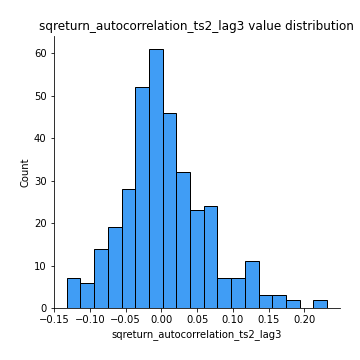 sqreturn_autocorrelation_ts2_lag3 value distribution
60
50
40
30
20
10
0
Count
−0.15 −0.10 −0.05 0.00 0.05 0.10 0.15 0.20
sqreturn_autocorrelation_ts2_lag3